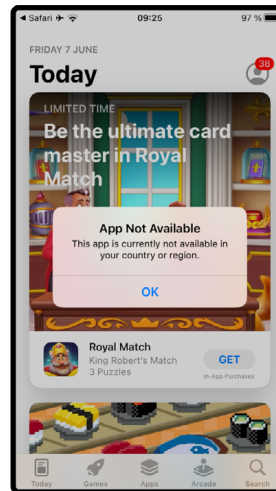 Safari
09:25
97 %
FRIDAY 7 JUNE
Today
38
LIMITED TIME
Be the ultimate card
master in Royal
Match
App Not Available
This app is currently not available in
your country or region.
OK
Royal Match
King Robert's Match
3 Puzzles
GET
In-App Purchases
Today
Games
Apps
Arcade
Search